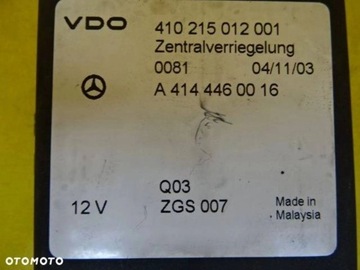 VDO 410 215 012 001
Zentralverriegelung
0081 04/11/03
A 414 446 00 16
Q03
12 V ZGS 007 Made in
Malaysia
OTOMOTO